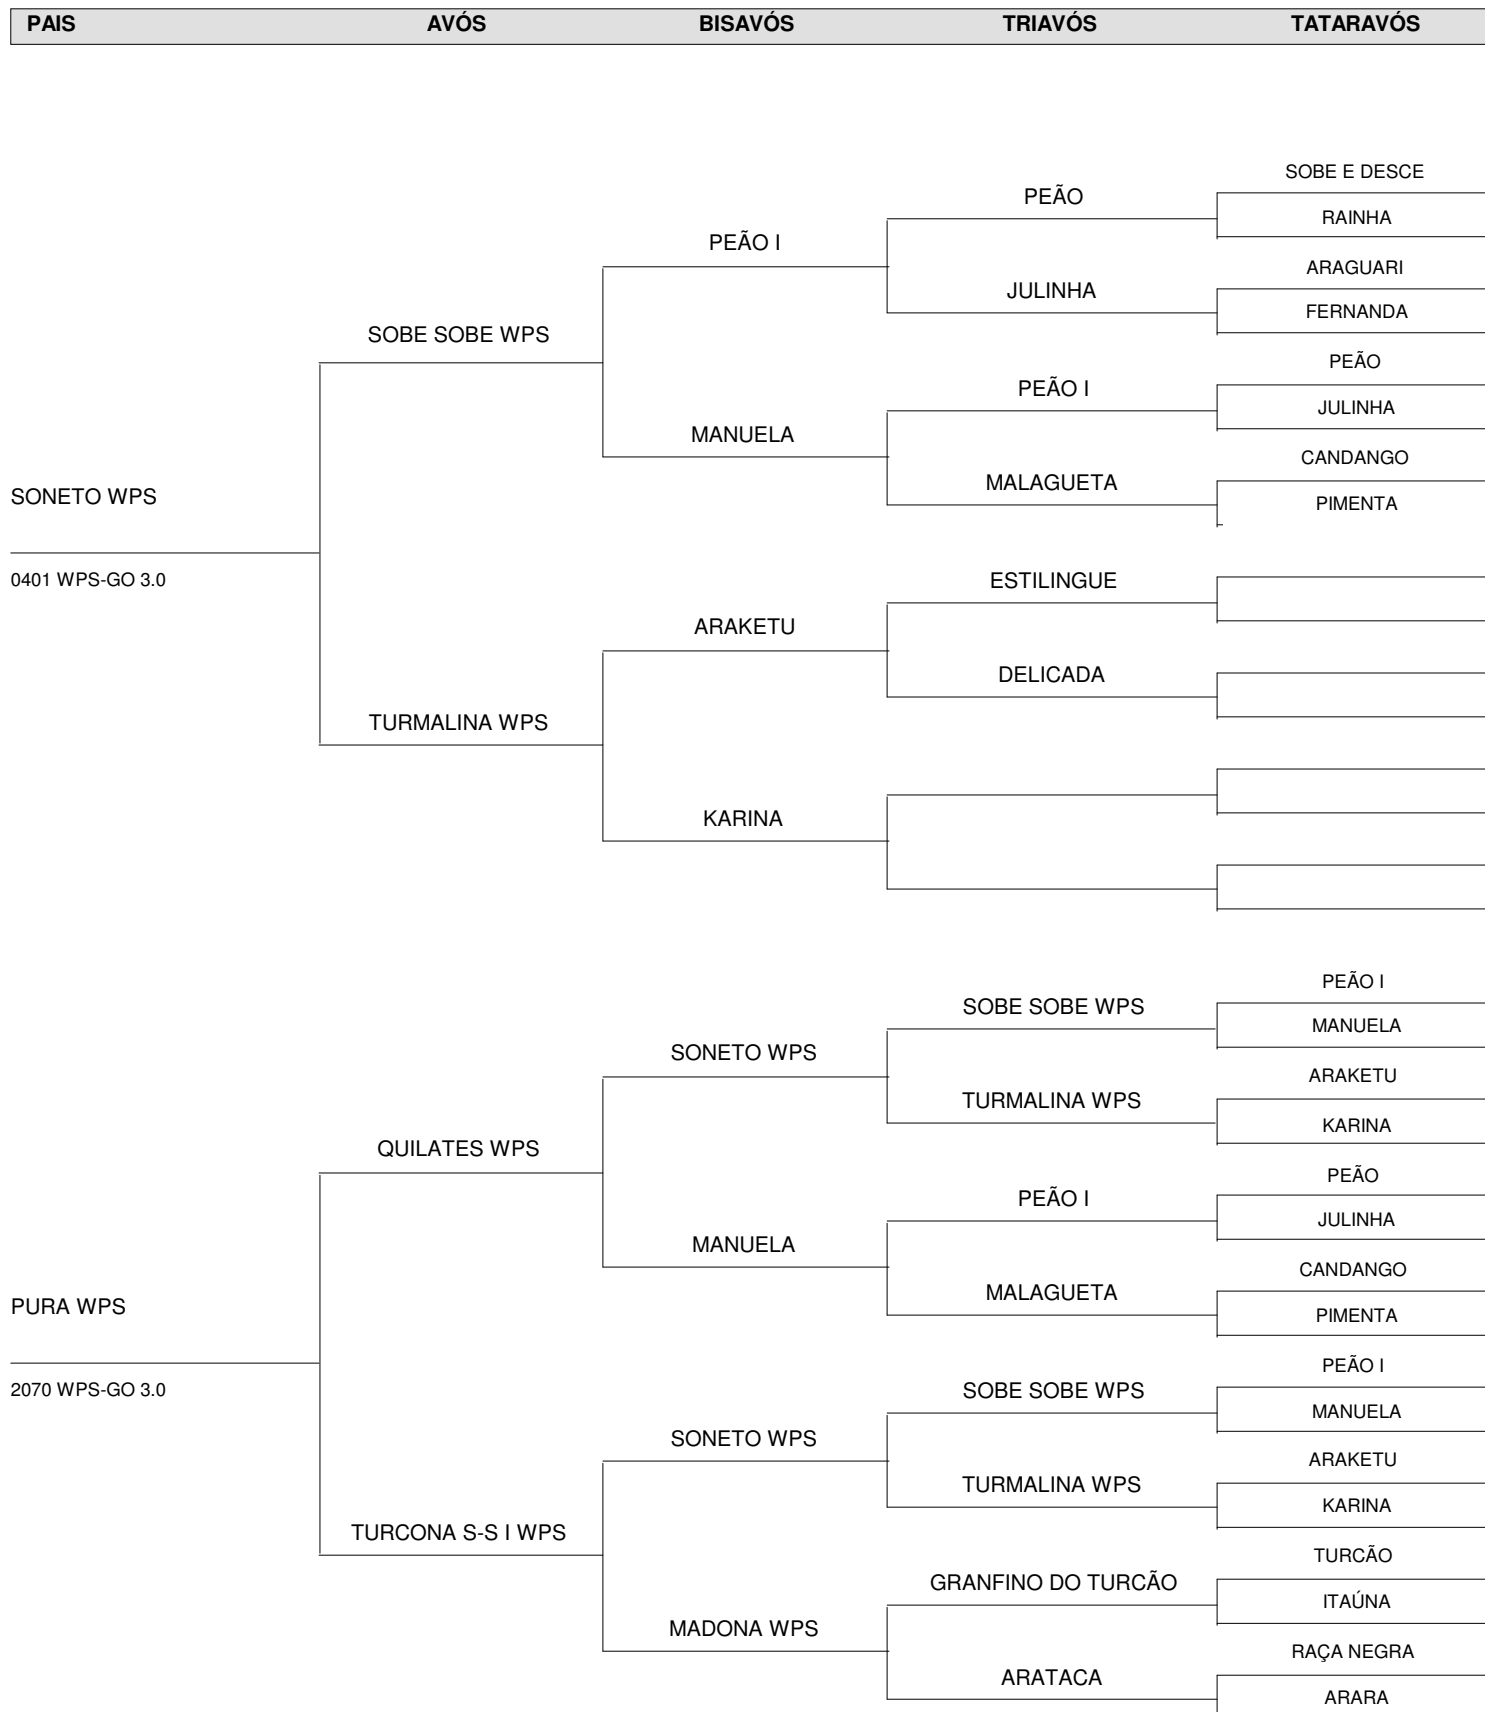 PAIS AVÓS BISAVÓS TRIAVÓS TATARAVÓS
SOBE E DESCE
PEÃO
RAINHA
PEÃO I
ARAGUARI
JULINHA
FERNANDA
SOBE SOBE WPS
PEÃO
PEÃO I
JULINHA
MANUELA
CANDANGO
MALAGUETA
SONETO WPS
PIMENTA
0401 WPS-GO 3.0
ESTILINGUE
ARAKETU
DELICADA
TURMALINA WPS
KARINA
PEÃO I
SOBE SOBE WPS
MANUELA
SONETO WPS
ARAKETU
TURMALINA WPS
KARINA
QUILATES WPS
PEÃO
PEÃO I
JULINHA
MANUELA
CANDANGO
MALAGUETA
PURA WPS
PIMENTA
PEÃO I
2070 WPS-GO 3.0
SOBE SOBE WPS
MANUELA
SONETO WPS
ARAKETU
TURMALINA WPS
KARINA
TURCONA S-S I WPS
TURCÃO
GRANFINO DO TURCÃO
ITAÚNA
MADONA WPS
RAÇA NEGRA
ARATACA
ARARA